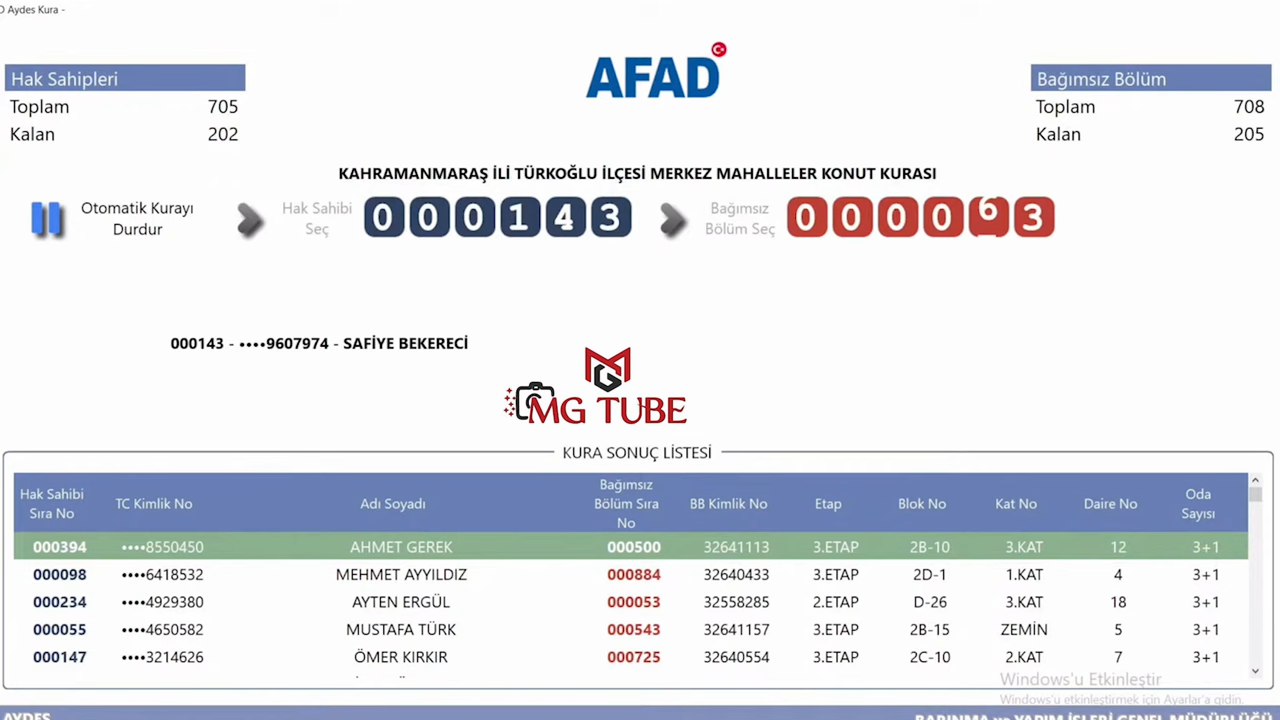 D Aydes Kura -
AFAD
Hak Sahipleri
Toplam 705
Kalan 202
Bağımsız Bölüm
Toplam 708
Kalan 205
KAHRAMANMARAŞ İLİ TÜRKOĞLU İLÇESİ MERKEZ MAHALLELER KONUT KURASI
Otomatik Kurayı
Durdur
Hak Sahibi
Seç
000143
Bağımsız
Bölüm Seç
000063
000143 - ••••9607974 - SAFİYE BEKERECİ
MG TUBE
KURA SONUÇ LİSTESİ
Hak Sahibi Sıra No TC Kimlik No Adı Soyadı Bağımsız Bölüm Sıra No BB Kimlik No Etap Blok No Kat No Daire No Oda Sayısı
000394 ••••8550450 AHMET GEREK 000500 32641113 3.ETAP 2B-10 3.KAT 12 3+1
000098 ••••6418532 MEHMET AYYILDIZ 000884 32640433 3.ETAP 2D-1 1.KAT 4 3+1
000234 ••••4929380 AYTEN ERGÜL 000053 32558285 2.ETAP D-26 3.KAT 18 3+1
000055 ••••4650582 MUSTAFA TÜRK 000543 32641157 3.ETAP 2B-15 ZEMİN 5 3+1
000147 ••••3214626 ÖMER KIRKIR 000725 32640554 3.ETAP 2C-10 2.KAT 7 3+1
Windows'u Etkinleştir
Windows'u etkinleştirmek için Ayarlar'a gidin.
AYDES
BARINMA ve YAPIM İŞLERİ GENEL MÜDÜRLÜĞÜ